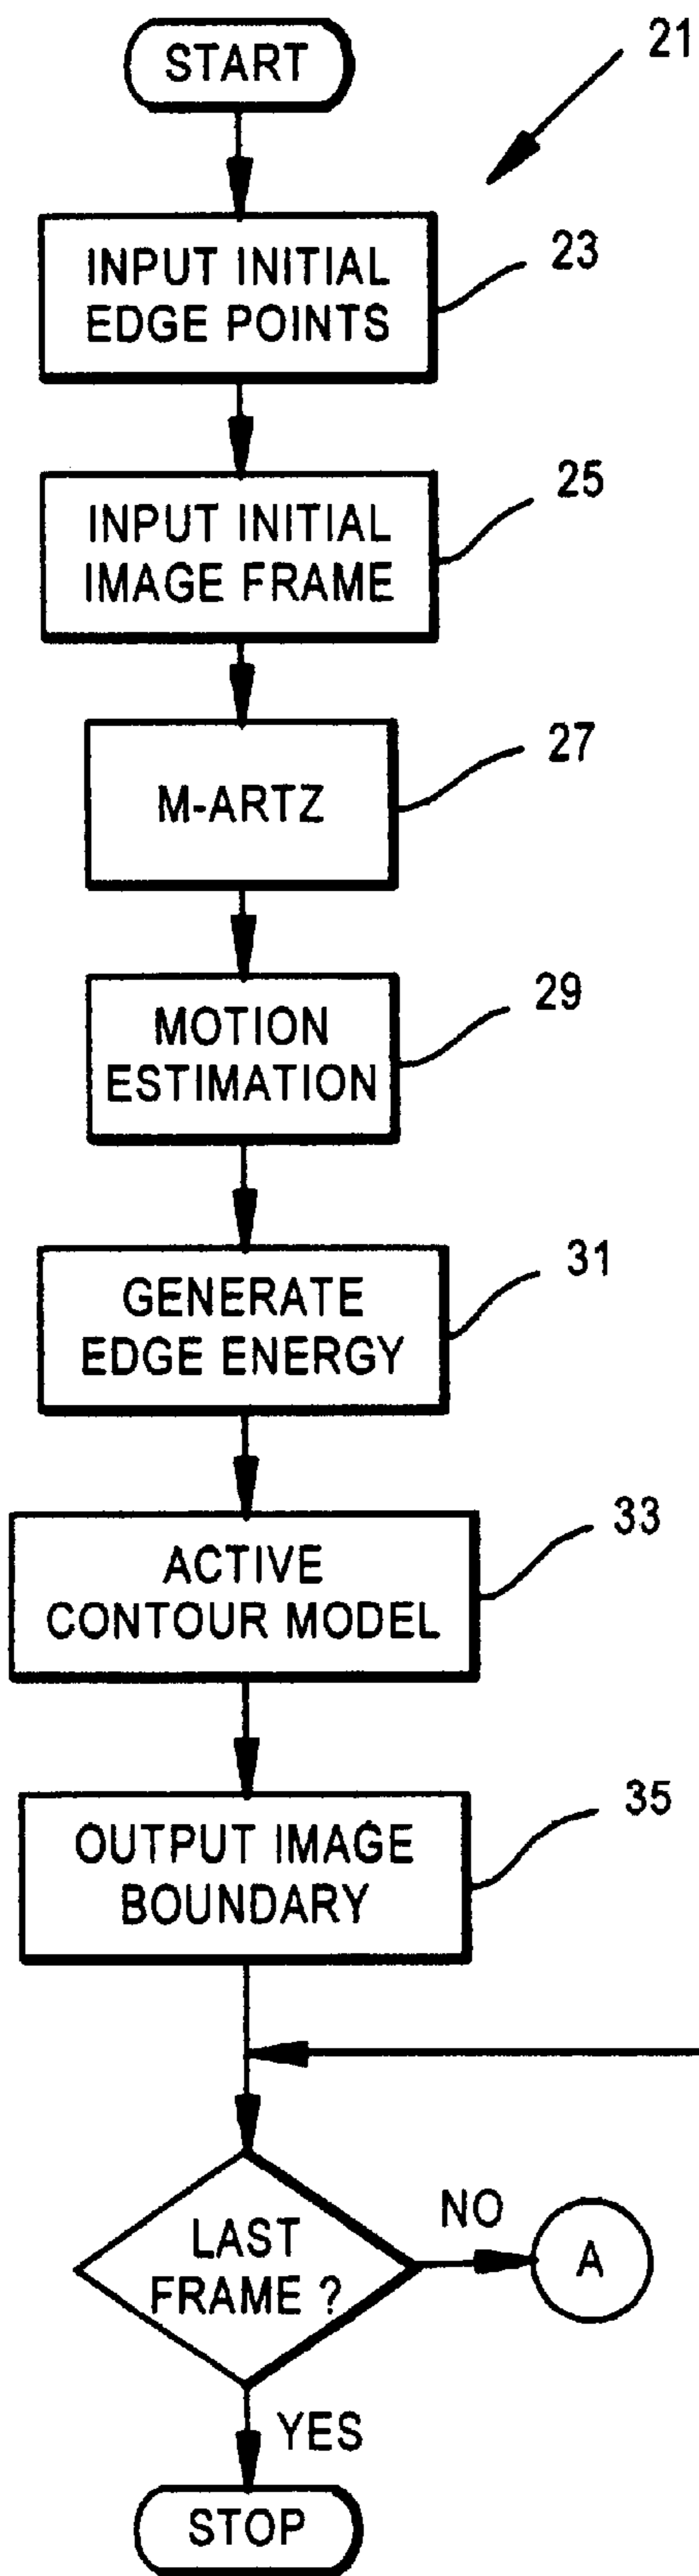 START
21
INPUT INITIAL
EDGE POINTS
23
INPUT INITIAL
IMAGE FRAME
25
M-ARTZ
27
MOTION
ESTIMATION
29
GENERATE
EDGE ENERGY
31
ACTIVE
CONTOUR MODEL
33
OUTPUT IMAGE
BOUNDARY
35
LAST
FRAME ?
NO
A
YES
STOP